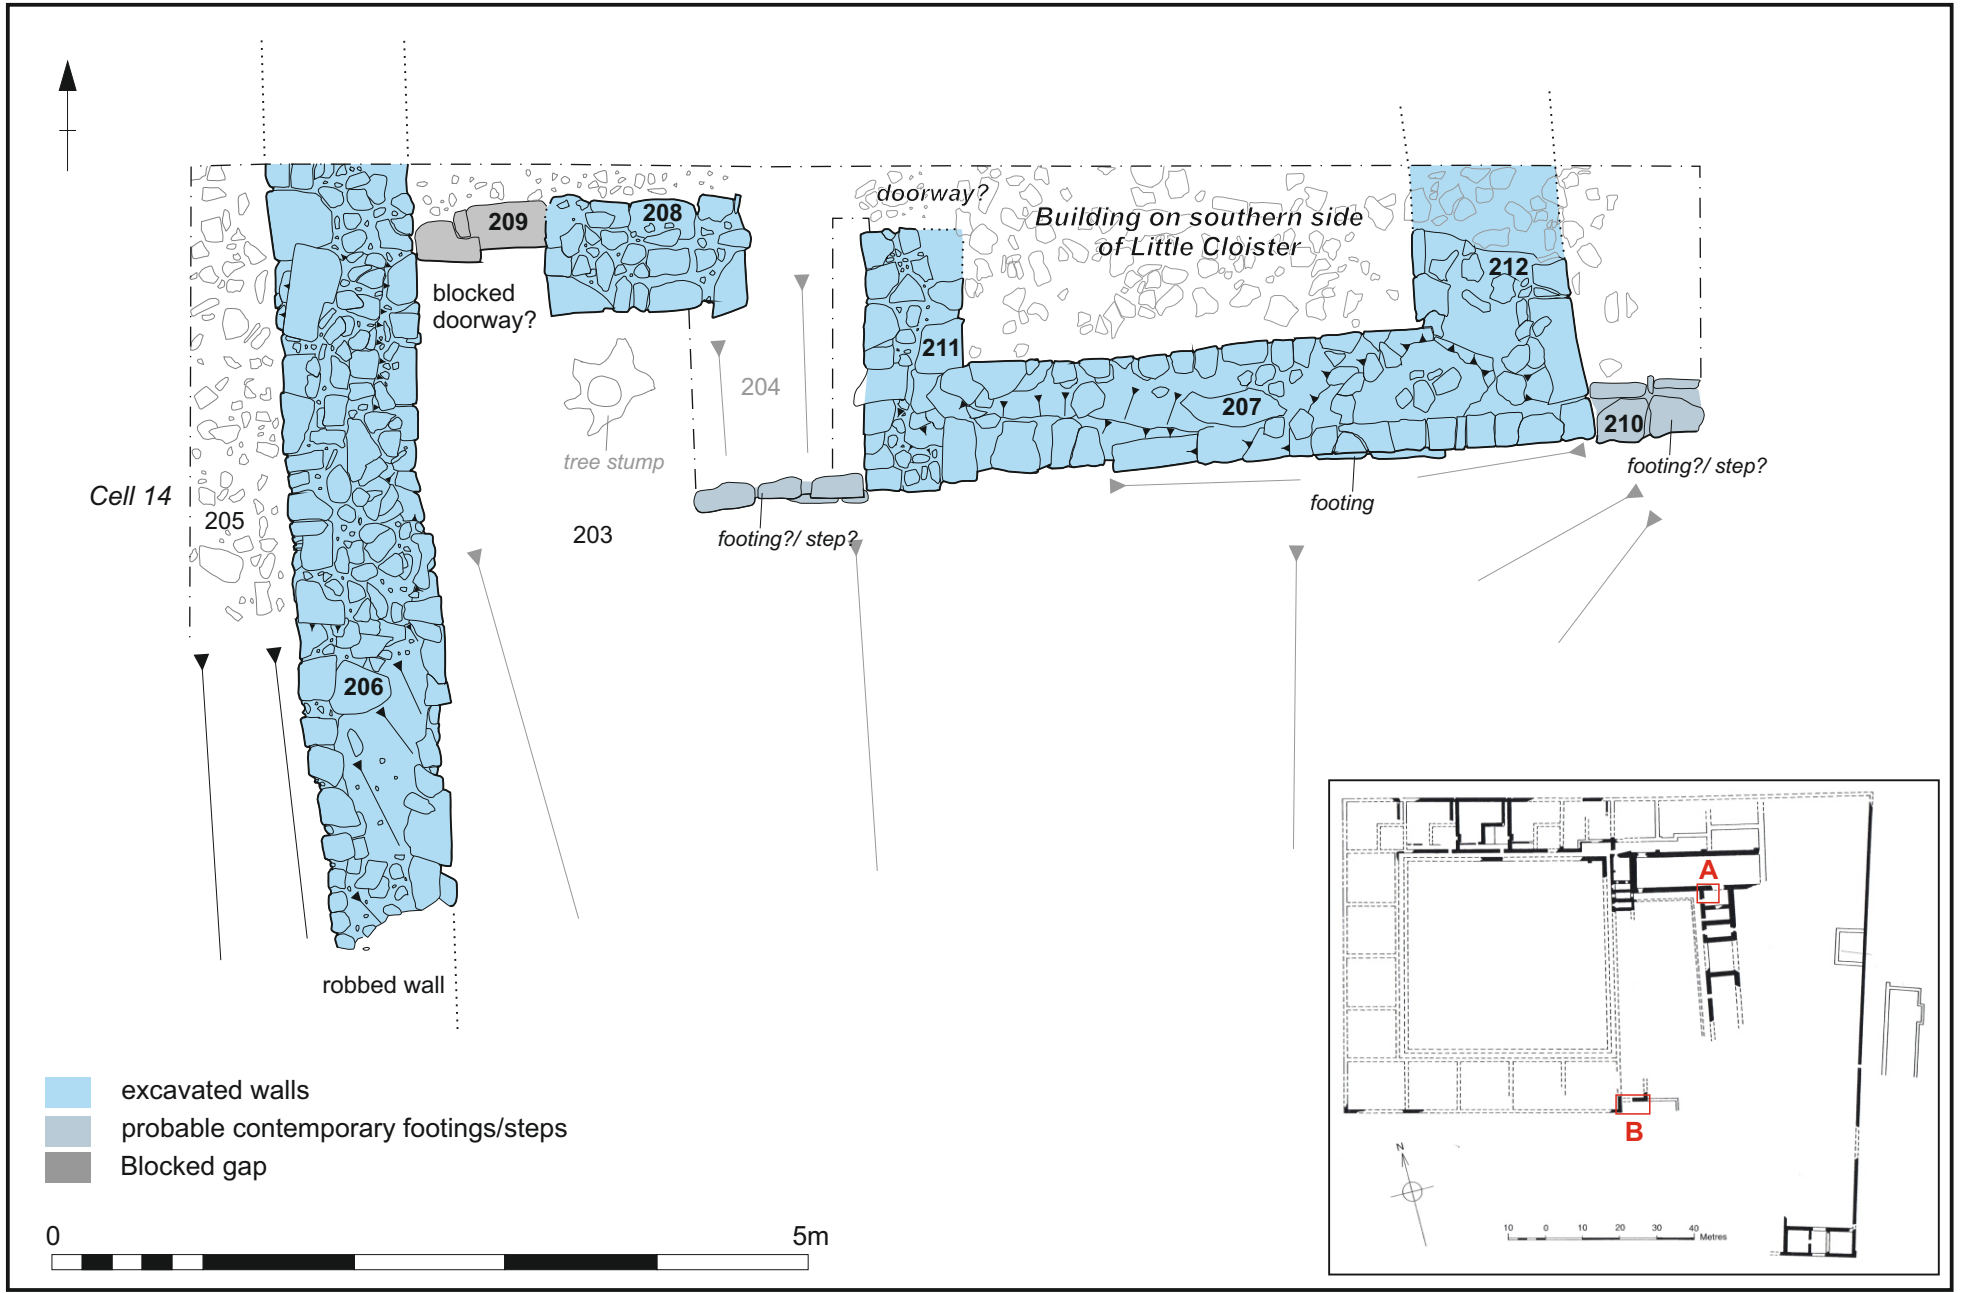 doorway?
Building on southern side
of Little Cloister
209
208
212
blocked
doorway?
211
204
207
210
tree stump
footing?/ step?
Cell 14
205
footing
203
footing?/ step?
206
robbed wall
excavated walls
probable contemporary footings/steps
Blocked gap
0
5m
A
B
N
10 0 10 20 30 40
Metres